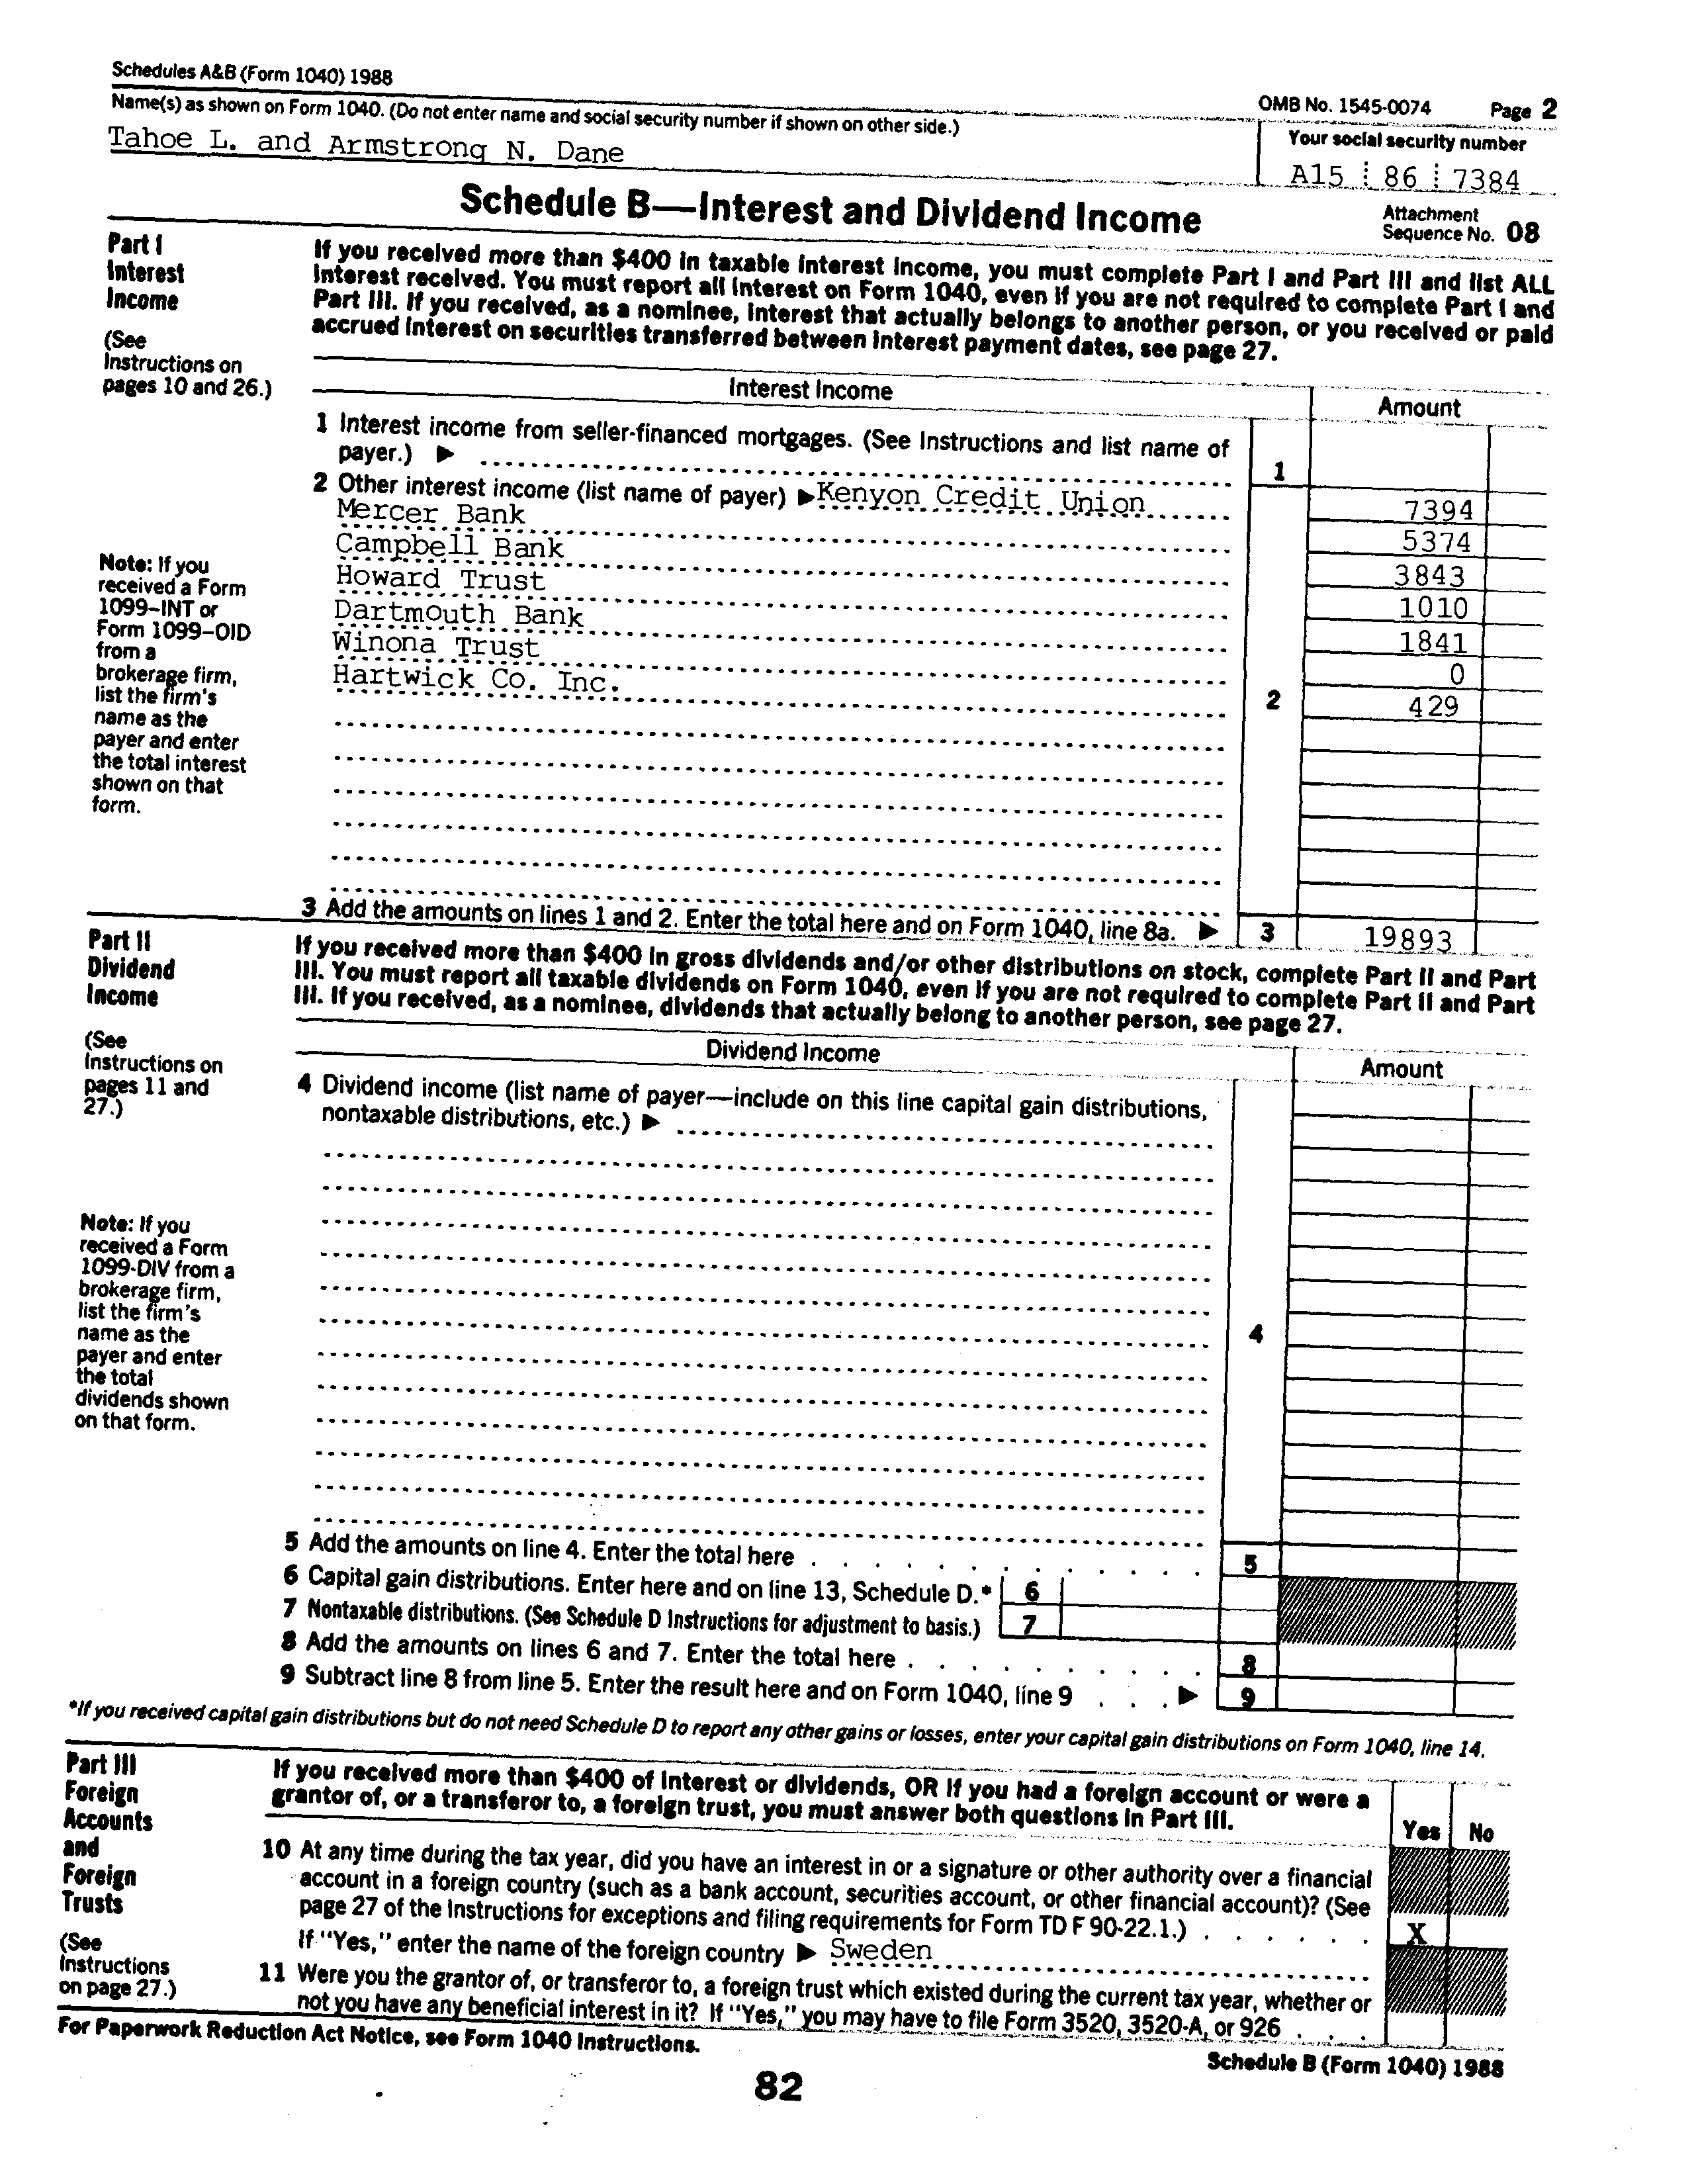 Schedules A&B (Form 1040) 1988
OMB No. 1545-0074 Page 2
Name(s) as shown on Form 1040. (Do not enter name and social security number if shown on other side.)
Your social security number
Tahoe L. and Armstrong N. Dane
A15 86 7384
Schedule B—Interest and Dividend Income
Attachment
Sequence No. 08
Part I
Interest
Income
(See
Instructions on
pages 10 and 26.)
If you received more than $400 in taxable interest income, you must complete Part I and Part III and list ALL
interest received. You must report all interest on Form 1040, even if you are not required to complete Part I and
Part III. If you received, as a nominee, interest that actually belongs to another person, or you received or paid
accrued interest on securities transferred between interest payment dates, see page 27.
Interest Income
Amount
1 Interest income from seller-financed mortgages. (See Instructions and list name of
payer.) ▶
1
2 Other interest income (list name of payer) ▶ Kenyon Credit Union
7394
Mercer Bank
5374
Campbell Bank
3843
Howard Trust
1010
Dartmouth Bank
1841
Winona Trust
0
Hartwick Co. Inc.
2
429
Note: If you
received a Form
1099–INT or
Form 1099–OID
from a
brokerage firm,
list the firm's
name as the
payer and enter
the total interest
shown on that
form.
3 Add the amounts on lines 1 and 2. Enter the total here and on Form 1040, line 8a. ▶ 3 19893
Part II
Dividend
Income
(See
Instructions on
pages 11 and
27.)
If you received more than $400 in gross dividends and/or other distributions on stock, complete Part II and Part
III. You must report all taxable dividends on Form 1040, even if you are not required to complete Part II and Part
III. If you received, as a nominee, dividends that actually belong to another person, see page 27.
Dividend Income
Amount
4 Dividend income (list name of payer—include on this line capital gain distributions,
nontaxable distributions, etc.) ▶
4
Note: If you
received a Form
1099-DIV from a
brokerage firm,
list the firm's
name as the
payer and enter
the total
dividends shown
on that form.
5 Add the amounts on line 4. Enter the total here . . . . . . . . . . 5
6 Capital gain distributions. Enter here and on line 13, Schedule D.* 6
7 Nontaxable distributions. (See Schedule D Instructions for adjustment to basis.) 7
8 Add the amounts on lines 6 and 7. Enter the total here . . . . . . . . 8
9 Subtract line 8 from line 5. Enter the result here and on Form 1040, line 9 . . . ▶ 9
*If you received capital gain distributions but do not need Schedule D to report any other gains or losses, enter your capital gain distributions on Form 1040, line 14.
Part III
Foreign
Accounts
and
Foreign
Trusts
(See
Instructions
on page 27.)
If you received more than $400 of interest or dividends, OR if you had a foreign account or were a
grantor of, or a transferor to, a foreign trust, you must answer both questions in Part III.
Yes No
10 At any time during the tax year, did you have an interest in or a signature or other authority over a financial
account in a foreign country (such as a bank account, securities account, or other financial account)? (See
page 27 of the Instructions for exceptions and filing requirements for Form TD F 90-22.1.) . . . . . . X
If "Yes," enter the name of the foreign country ▶ Sweden
11 Were you the grantor of, or transferor to, a foreign trust which existed during the current tax year, whether or
not you have any beneficial interest in it? If "Yes," you may have to file Form 3520, 3520-A, or 926 . . .
For Paperwork Reduction Act Notice, see Form 1040 Instructions.
Schedule B (Form 1040) 1988
82